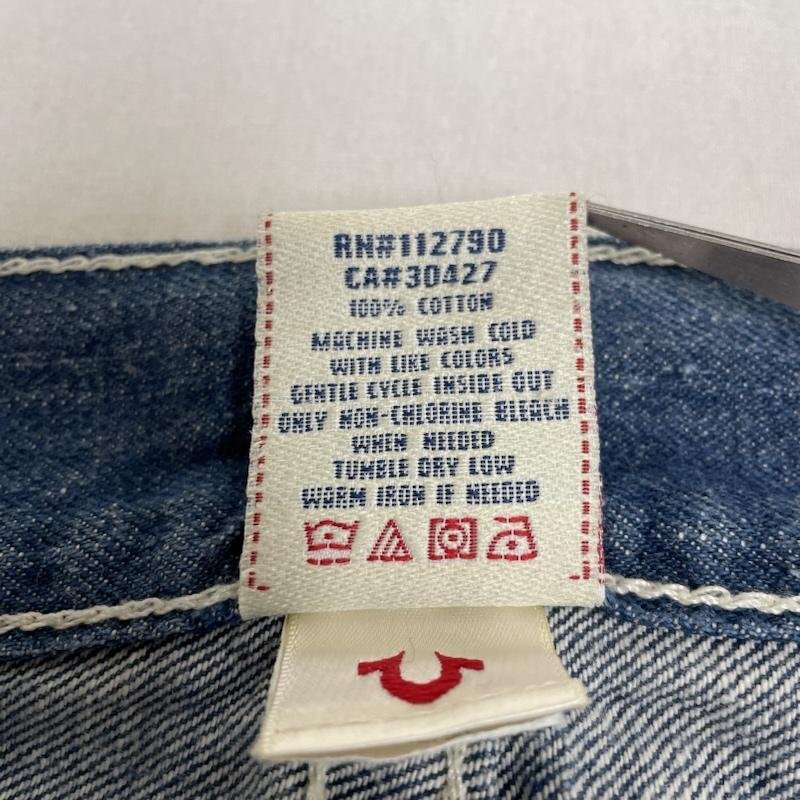 RN#112790
CA#30427
100% COTTON
MACHINE WASH COLD
WITH LIKE COLORS
GENTLE CYCLE INSIDE OUT
ONLY NON-CHLORINE BLEACH
WHEN NEEDED
TUMBLE DRY LOW
WARM IRON IF NEEDED